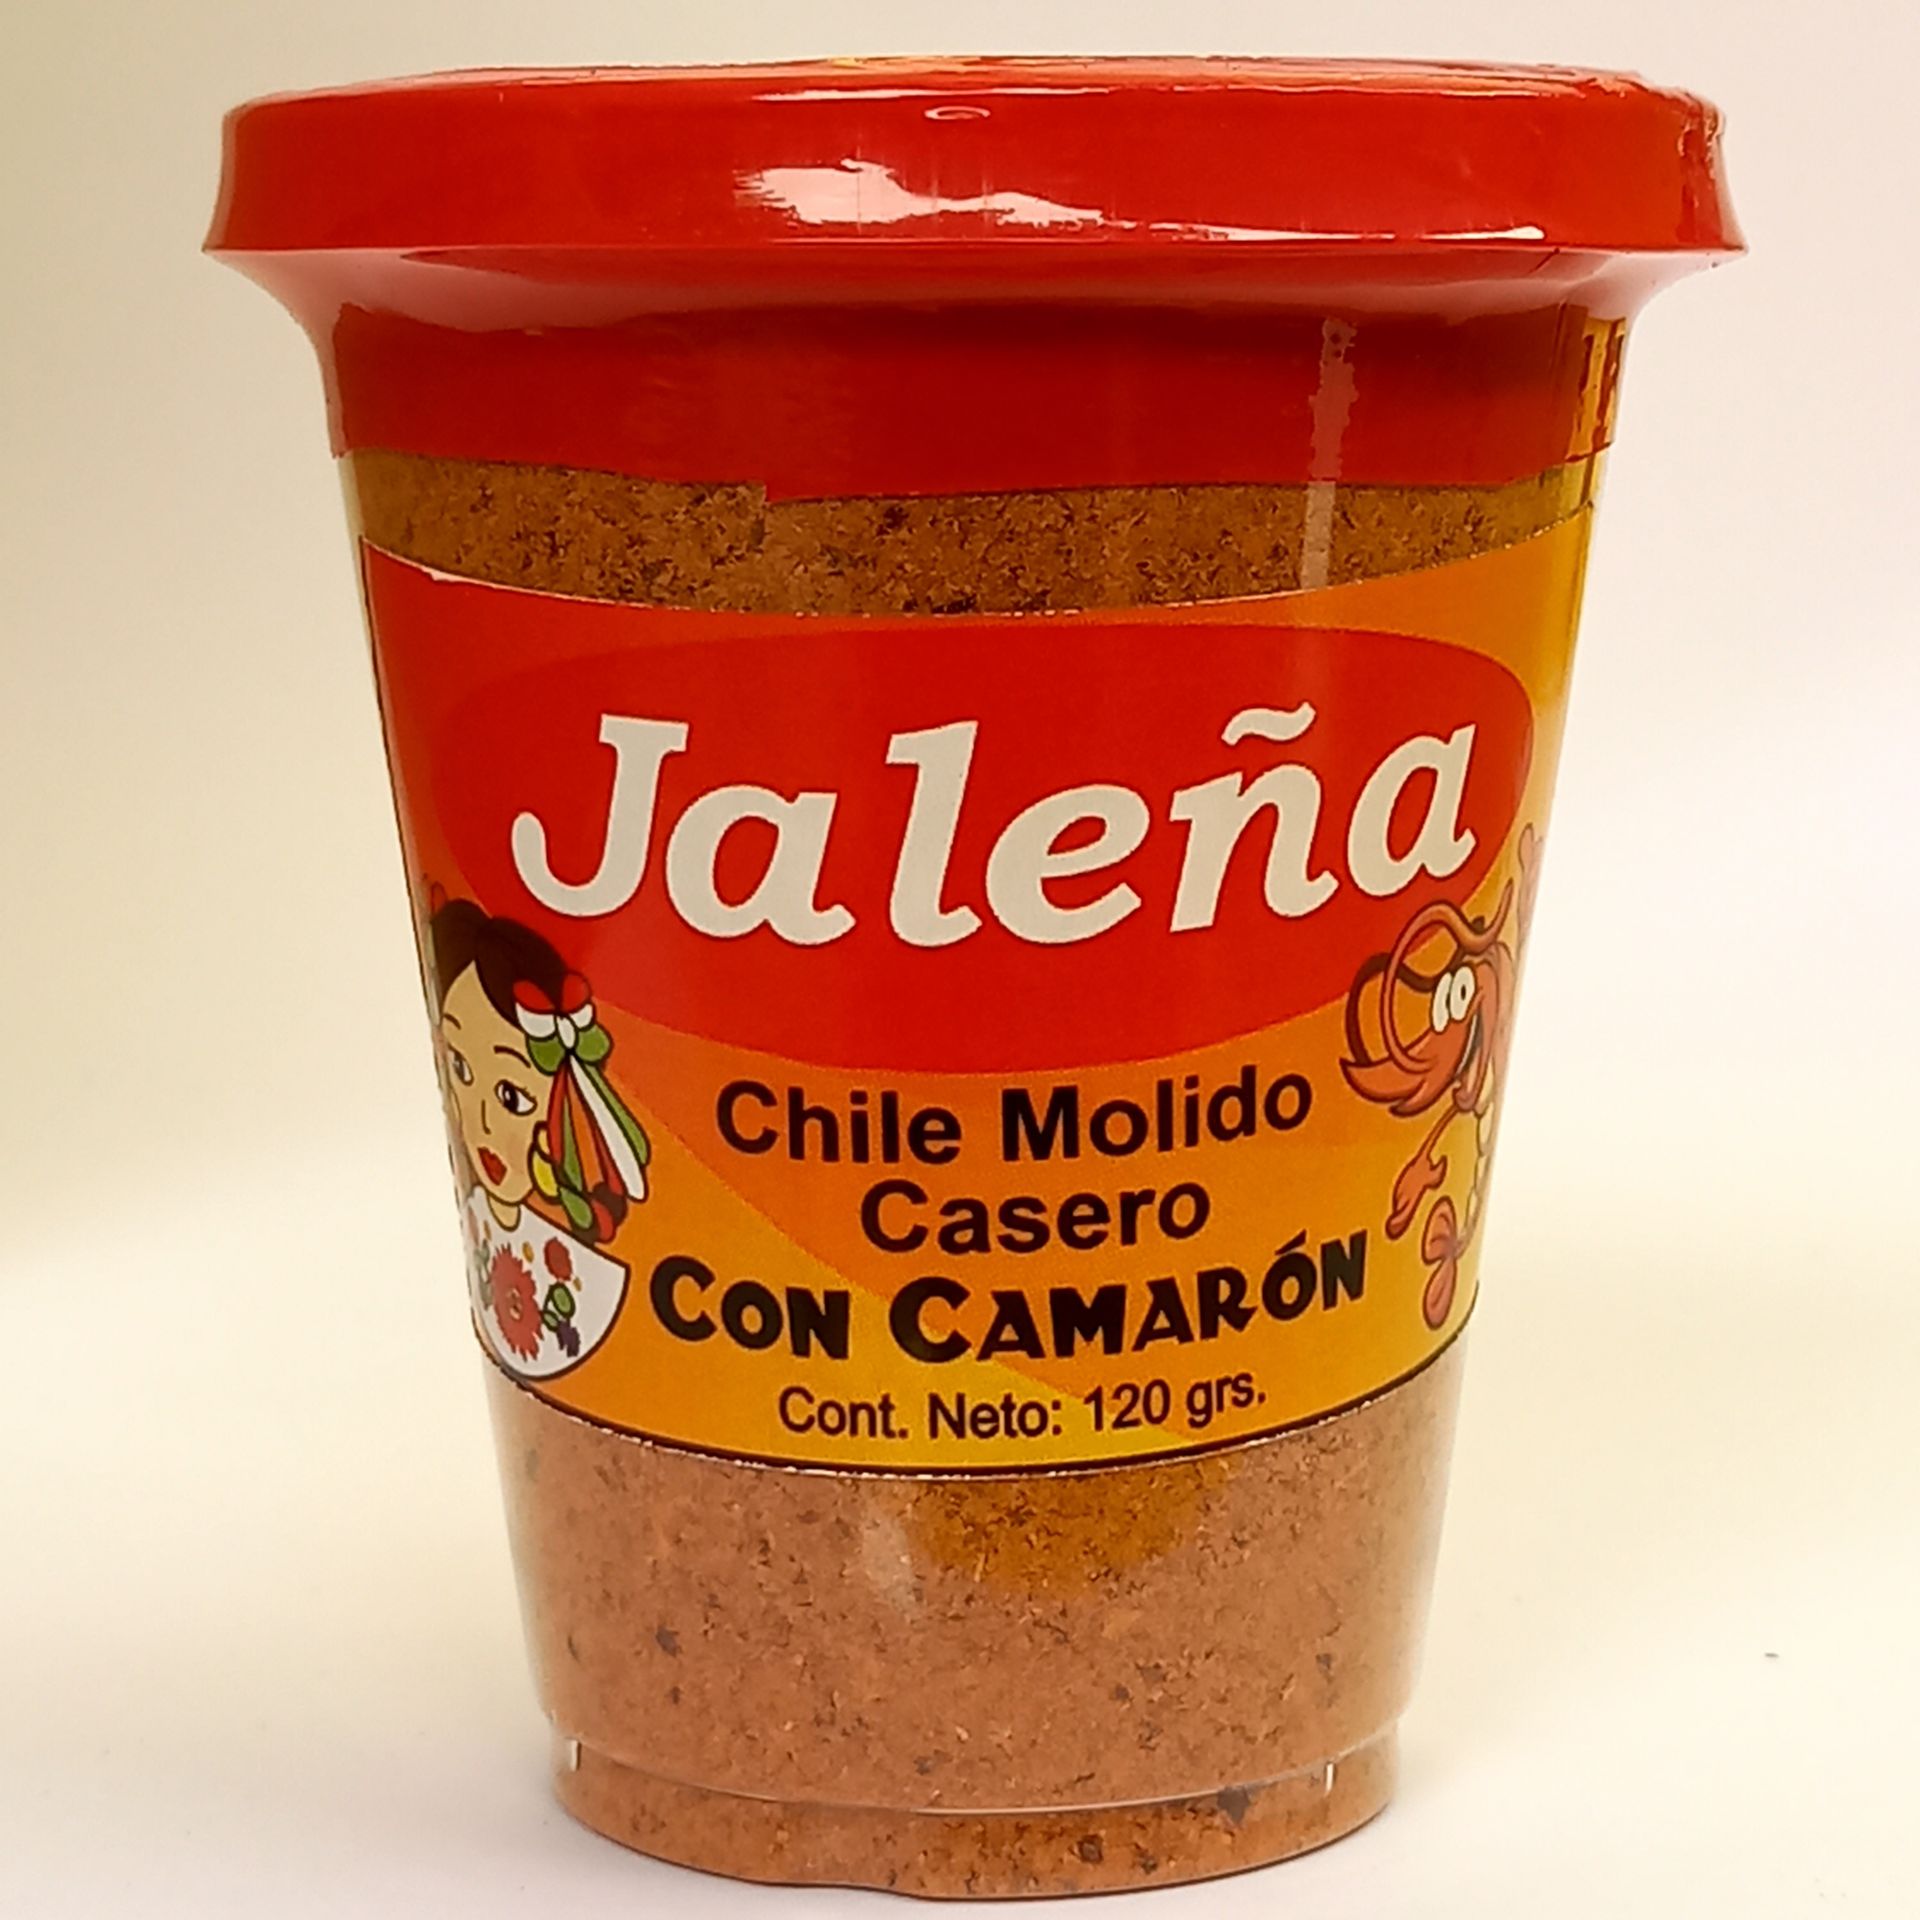 Jaleña
Chile Molido
Casero
CON CAMARÓN
Cont. Neto: 120 grs.